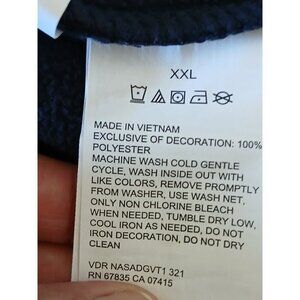 XXL
MADE IN VIETNAM
EXCLUSIVE OF DECORATION: 100%
POLYESTER
MACHINE WASH COLD GENTLE
CYCLE, WASH INSIDE OUT WITH
LIKE COLORS, REMOVE PROMPTLY
FROM WASHER, USE WASH NET,
ONLY NON CHLORINE BLEACH
WHEN NEEDED, TUMBLE DRY LOW,
COOL IRON AS NEEDED, DO NOT
IRON DECORATION, DO NOT DRY
CLEAN
VDR NASADGVT1 321
RN 67835 CA 07415